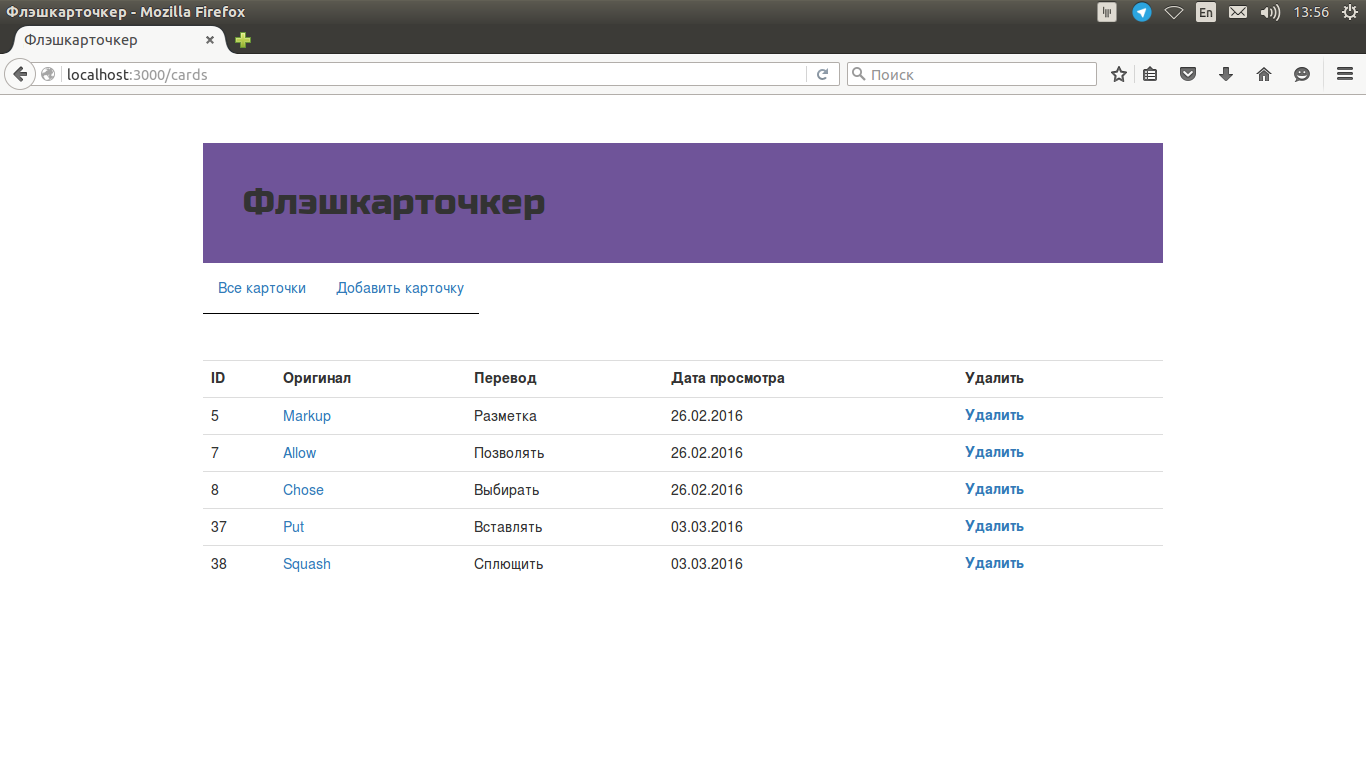 Флэшкарточкер - Mozilla Firefox En 13:56
Флэшкарточкер
localhost:3000/cards Поиск
Флэшкарточкер
Все карточки Добавить карточку
ID Оригинал Перевод Дата просмотра Удалить
5 Markup Разметка 26.02.2016 Удалить
7 Allow Позволять 26.02.2016 Удалить
8 Chose Выбирать 26.02.2016 Удалить
37 Put Вставлять 03.03.2016 Удалить
38 Squash Сплющить 03.03.2016 Удалить